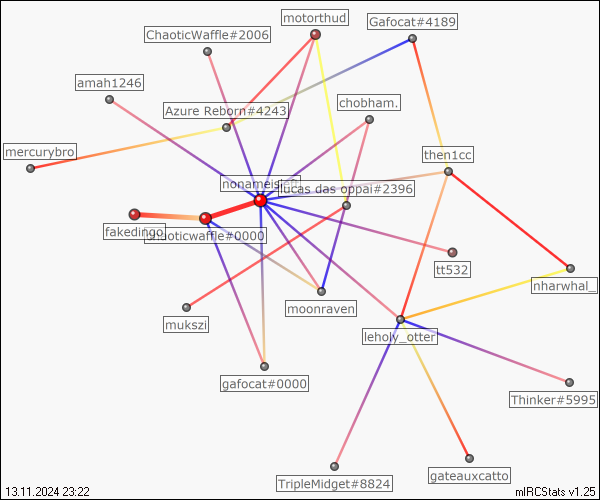 motorthud
Gafocat#4189
ChaoticWaffle#2006
amah1246
chobham.
Azure Reborn#4243
mercurybro
then1cc
lucas das oppai#2396
fakedingo
chaoticwaffle#0000
tt532
nharwhal_
moonraven
mukszi
leholy_otter
gafocat#0000
Thinker#5995
gateauxcatto
TripleMidget#8824
13.11.2024 23:22
mIRCStats v1.25